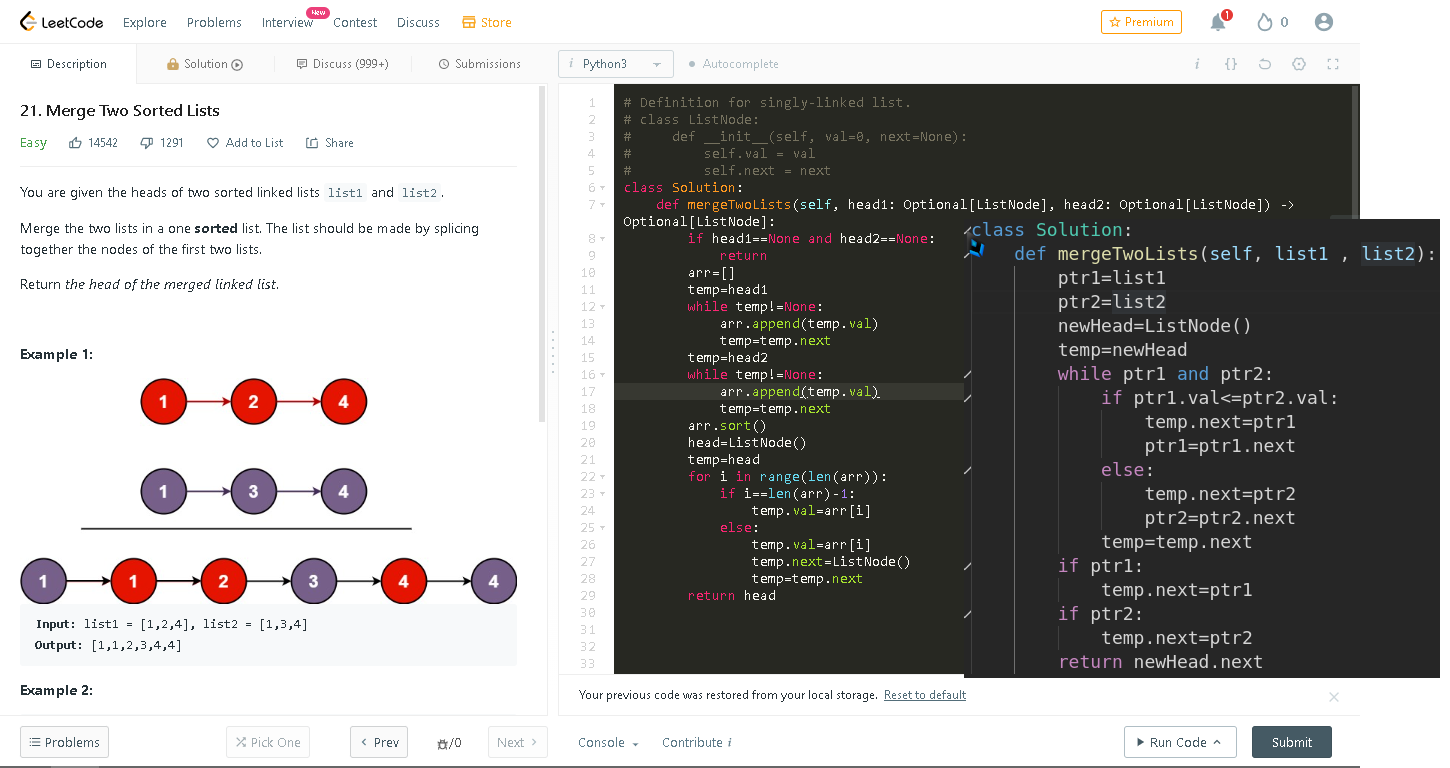 LeetCode Explore Problems Interview New Contest Discuss Store Premium 1 0
Description Solution Discuss (999+) Submissions
21. Merge Two Sorted Lists
Easy 14542 1291 Add to List Share
You are given the heads of two sorted linked lists list1 and list2.
Merge the two lists in a one sorted list. The list should be made by splicing
together the nodes of the first two lists.
Return the head of the merged linked list.
Example 1:
1 2 4
1 3 4
1 1 2 3 4 4
Input: list1 = [1,2,4], list2 = [1,3,4]
Output: [1,1,2,3,4,4]
Example 2:
i Python3 Autocomplete i {}
1 # Definition for singly-linked list.
2 # class ListNode:
3 #     def __init__(self, val=0, next=None):
4 #         self.val = val
5 #         self.next = next
6 class Solution:
7     def mergeTwoLists(self, head1: Optional[ListNode], head2: Optional[ListNode]) ->
Optional[ListNode]:
8         if head1==None and head2==None:
9             return
10         arr=[]
11         temp=head1
12         while temp!=None:
13             arr.append(temp.val)
14             temp=temp.next
15         temp=head2
16         while temp!=None:
17             arr.append(temp.val)
18             temp=temp.next
19         arr.sort()
20         head=ListNode()
21         temp=head
22         for i in range(len(arr)):
23             if i==len(arr)-1:
24                 temp.val=arr[i]
25             else:
26                 temp.val=arr[i]
27                 temp.next=ListNode()
28                 temp=temp.next
29         return head
30
31
32
33
class Solution:
    def mergeTwoLists(self, list1 , list2):
        ptr1=list1
        ptr2=list2
        newHead=ListNode()
        temp=newHead
        while ptr1 and ptr2:
            if ptr1.val<=ptr2.val:
                temp.next=ptr1
                ptr1=ptr1.next
            else:
                temp.next=ptr2
                ptr2=ptr2.next
            temp=temp.next
        if ptr1:
            temp.next=ptr1
        if ptr2:
            temp.next=ptr2
        return newHead.next
Your previous code was restored from your local storage. Reset to default
Problems Pick One Prev /0 Next Console Contribute i Run Code Submit